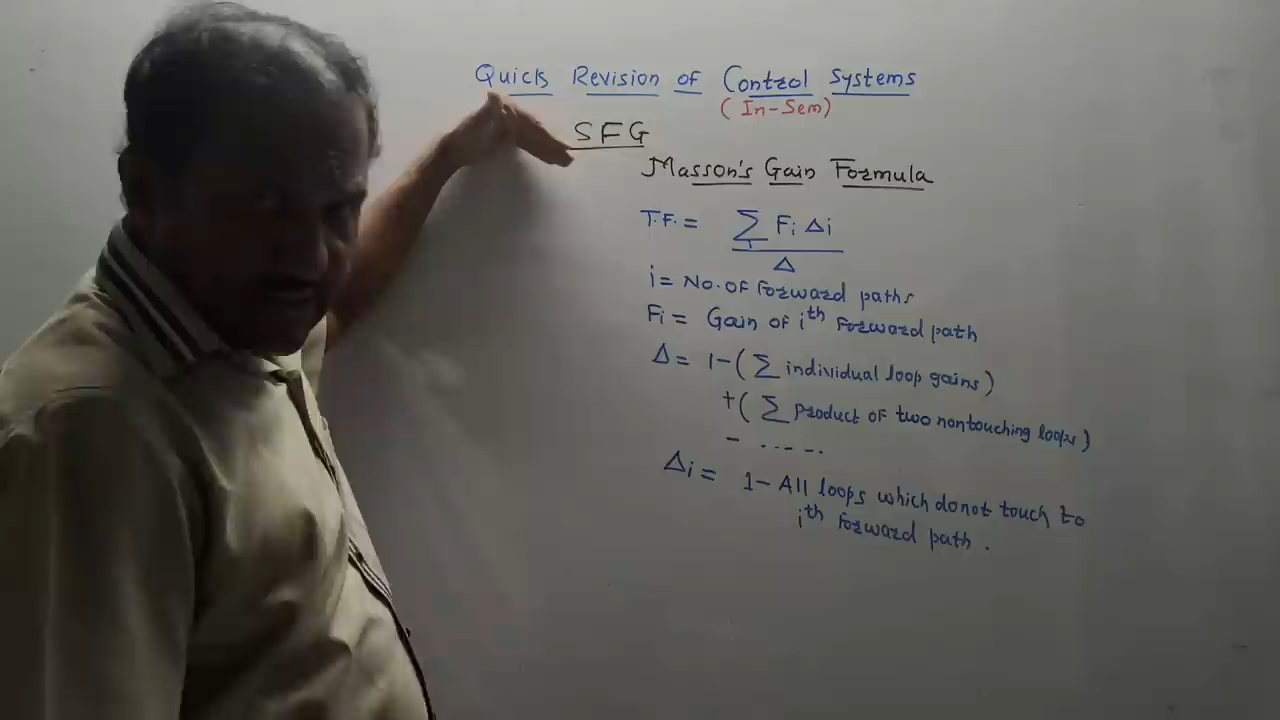 Quick Revision of Control Systems
(In-Sem)
SFG
Masson's Gain Formula
T.F. = ∑i Fi Δi / Δ
i = No. of Forward paths
Fi = Gain of ith Forward path
Δ = 1-(∑ individual loop gains)
+(∑ product of two nontouching loops)
- .....
Δi = 1- All loops which donot touch to
ith Forward path.